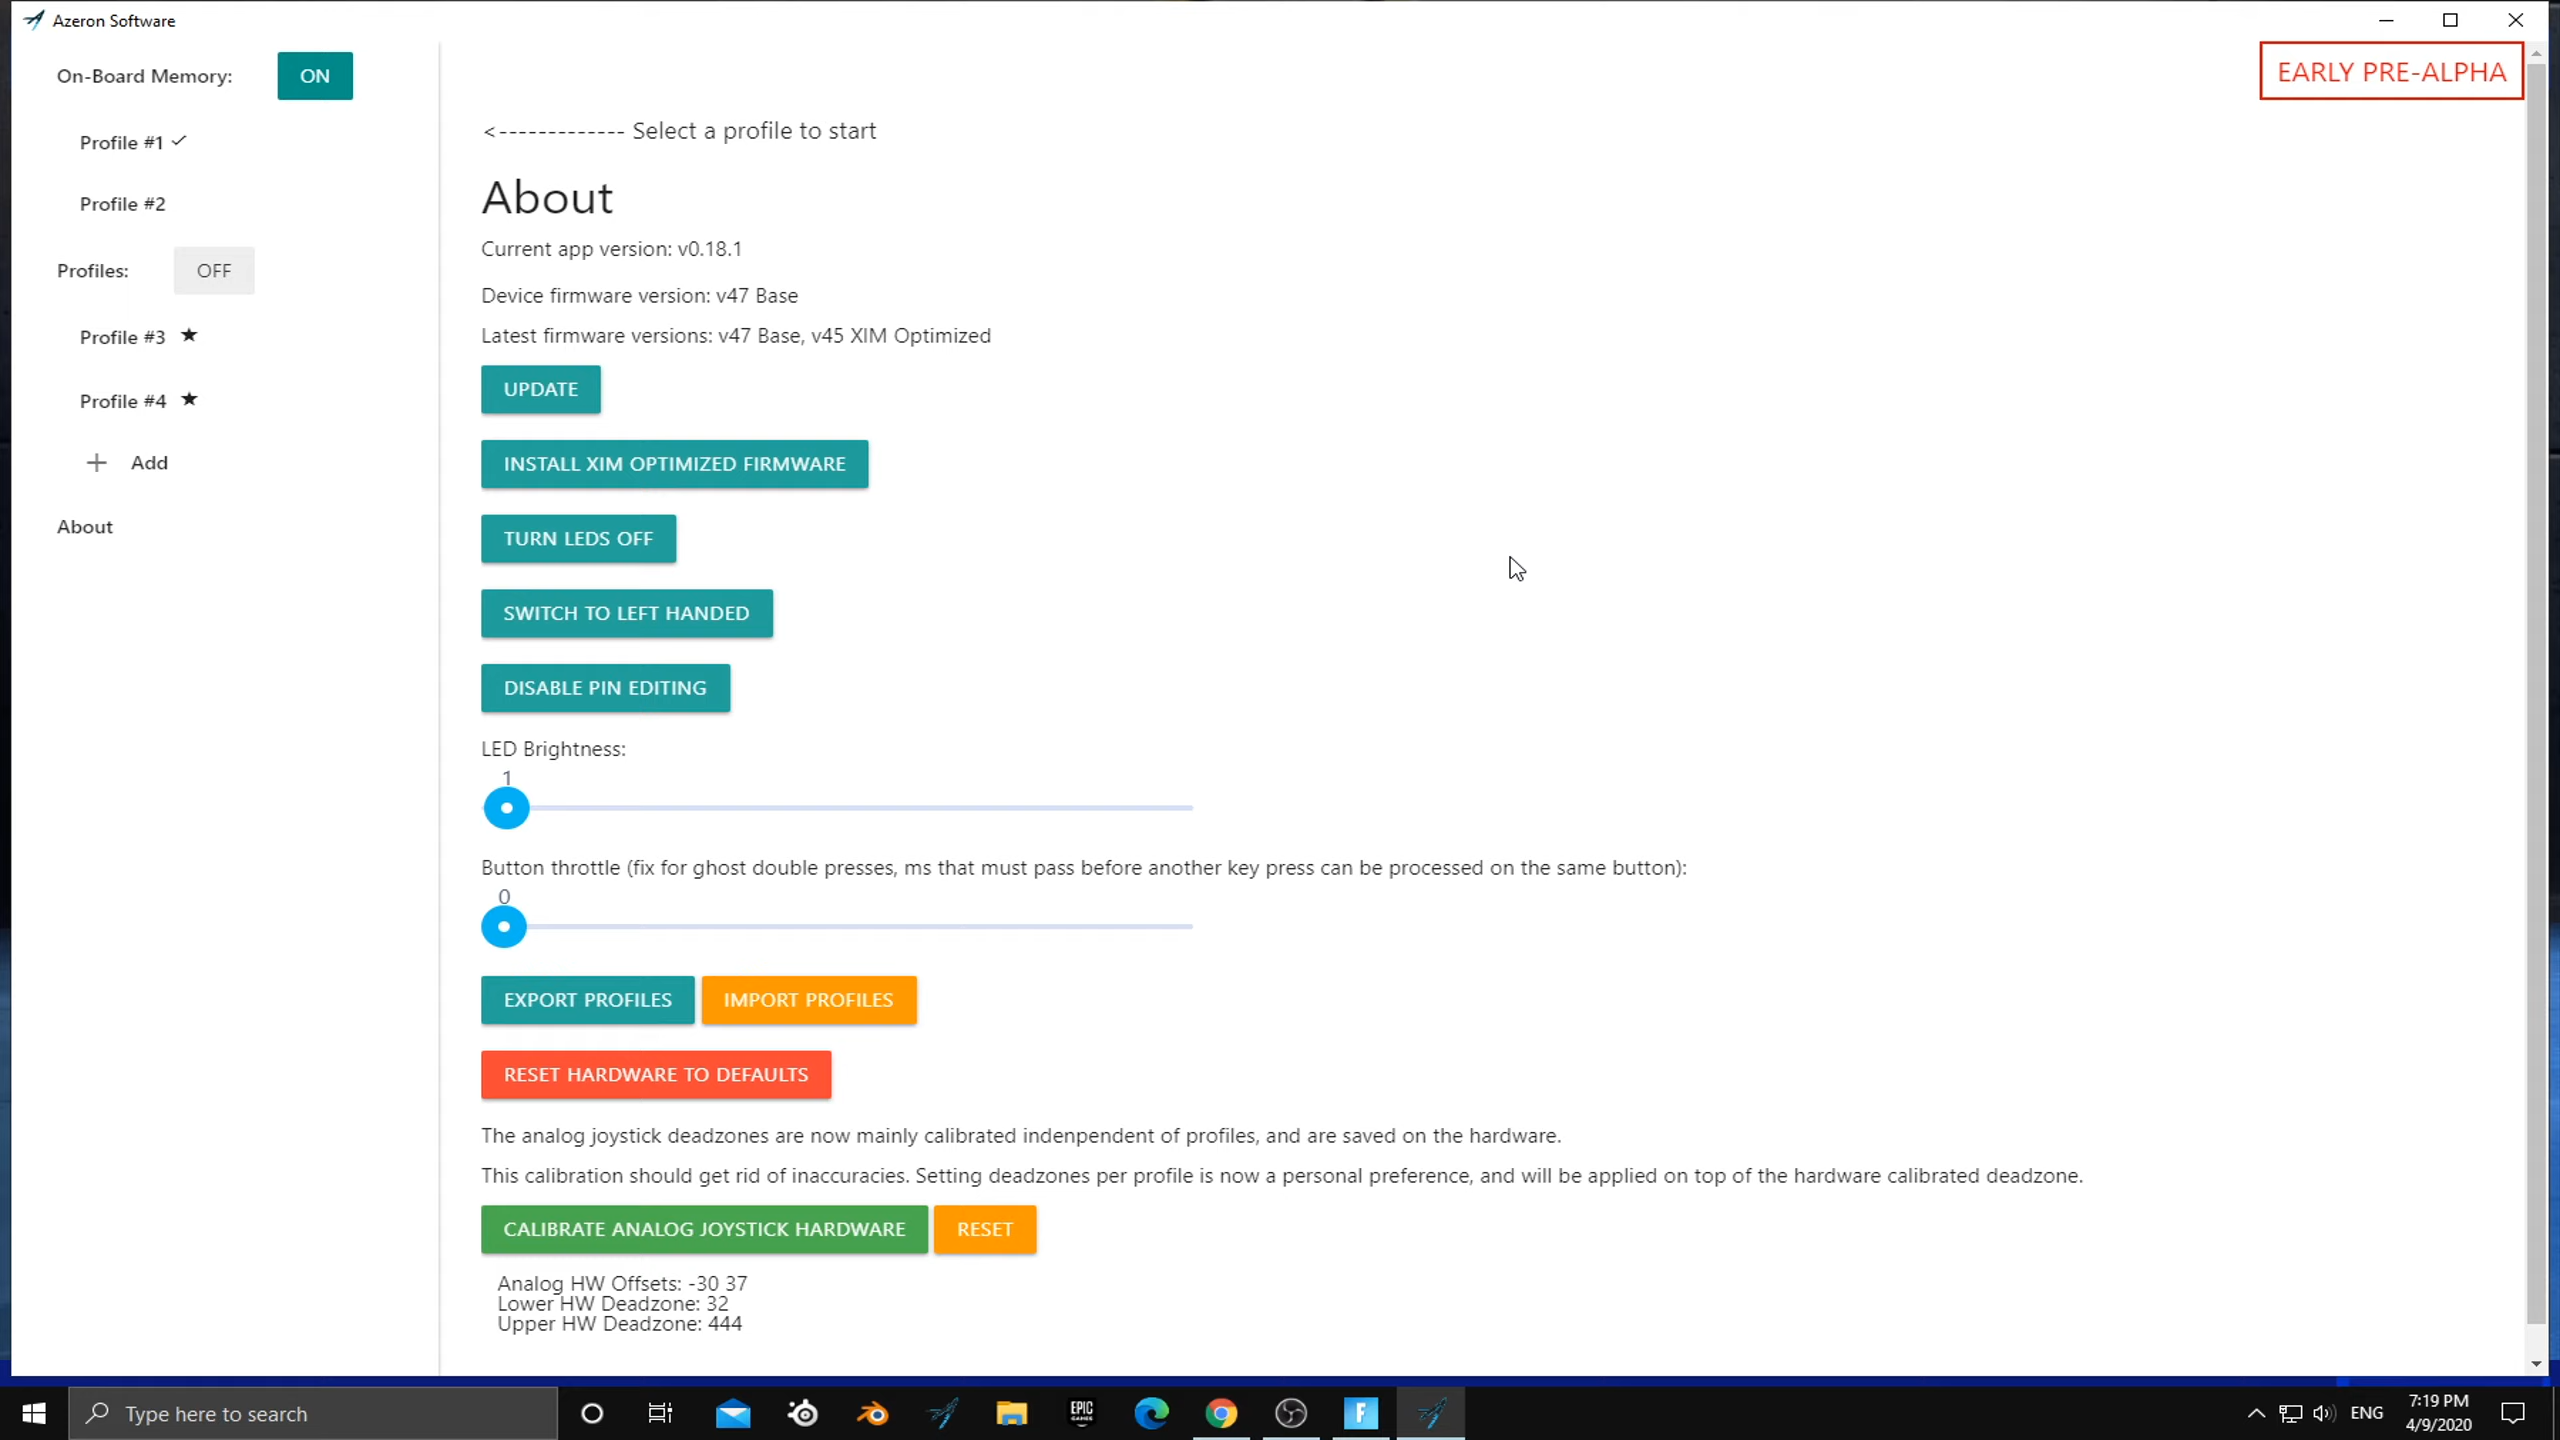 Azeron Software
On-Board Memory:
ON
Profile #1
Profile #2
Profiles:
OFF
Profile #3
Profile #4
Add
About
EARLY PRE-ALPHA
<------------- Select a profile to start
About
Current app version: v0.18.1
Device firmware version: v47 Base
Latest firmware versions: v47 Base, v45 XIM Optimized
UPDATE
INSTALL XIM OPTIMIZED FIRMWARE
TURN LEDS OFF
SWITCH TO LEFT HANDED
DISABLE PIN EDITING
LED Brightness:
1
Button throttle (fix for ghost double presses, ms that must pass before another key press can be processed on the same button):
0
EXPORT PROFILES
IMPORT PROFILES
RESET HARDWARE TO DEFAULTS
The analog joystick deadzones are now mainly calibrated indenpendent of profiles, and are saved on the hardware.
This calibration should get rid of inaccuracies. Setting deadzones per profile is now a personal preference, and will be applied on top of the hardware calibrated deadzone.
CALIBRATE ANALOG JOYSTICK HARDWARE
RESET
Analog HW Offsets: -30 37
Lower HW Deadzone: 32
Upper HW Deadzone: 444
Type here to search
EPIC
GAMES
F
ENG
7:19 PM
4/9/2020